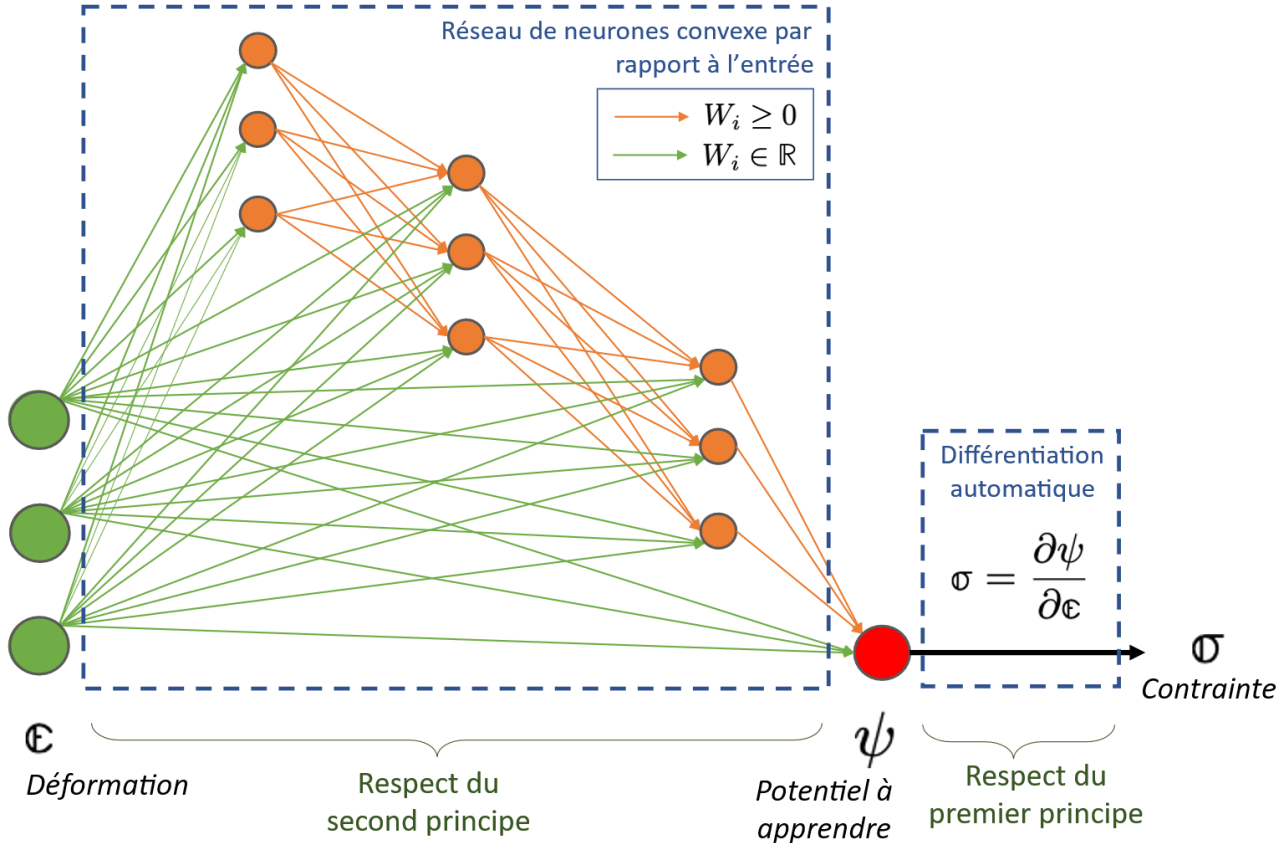 Réseau de neurones convexe par
rapport à l'entrée
W_i ≥ 0
W_i ∈ ℝ
Différentiation
automatique
𝕠 = ∂ψ/∂𝕖
𝕠
Contrainte
𝕖
Déformation
Respect du
second principe
ψ
Potentiel à
apprendre
Respect du
premier principe